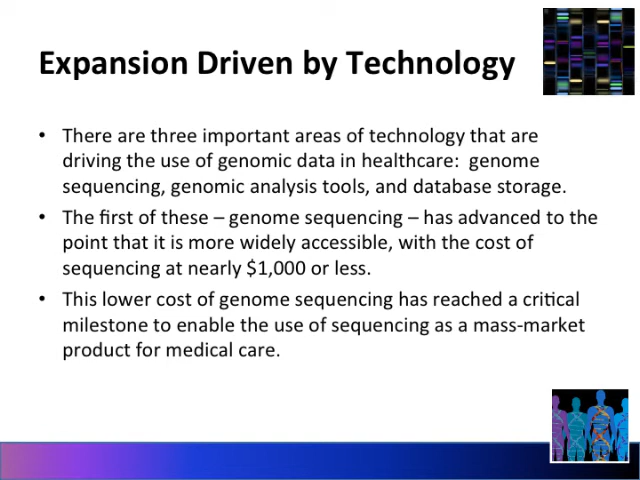 Expansion Driven by Technology
• There are three important areas of technology that are
driving the use of genomic data in healthcare:  genome
sequencing, genomic analysis tools, and database storage.
• The first of these – genome sequencing – has advanced to the
point that it is more widely accessible, with the cost of
sequencing at nearly $1,000 or less.
• This lower cost of genome sequencing has reached a critical
milestone to enable the use of sequencing as a mass-market
product for medical care.